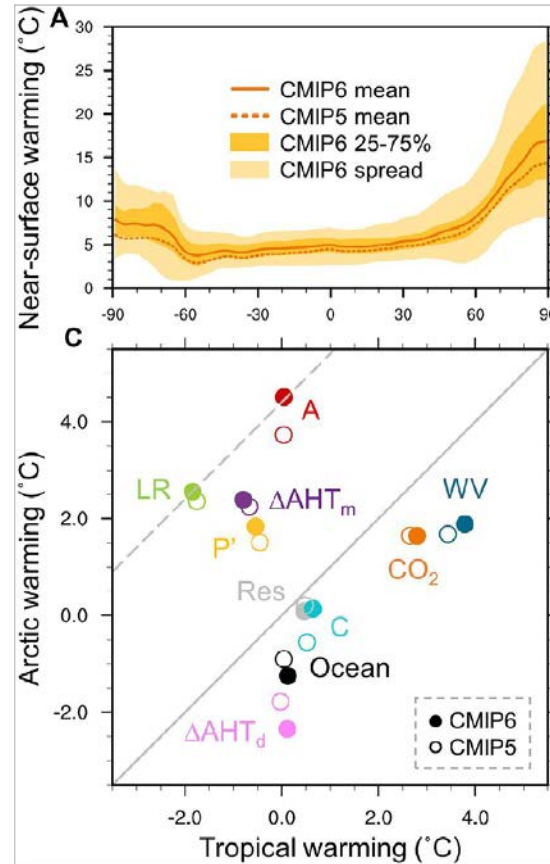 A
Near-surface warming (°C)
30
25
20
15
10
5
0
CMIP6 mean
CMIP5 mean
CMIP6 25-75%
CMIP6 spread
-90 -60 -30 0 30 60 90
C
Arctic warming (°C)
4.0
2.0
0.0
-2.0
A
LR
ΔAHTm
WV
P'
CO2
Res
C
Ocean
ΔAHTd
CMIP6
CMIP5
-2.0 0.0 2.0 4.0
Tropical warming (°C)